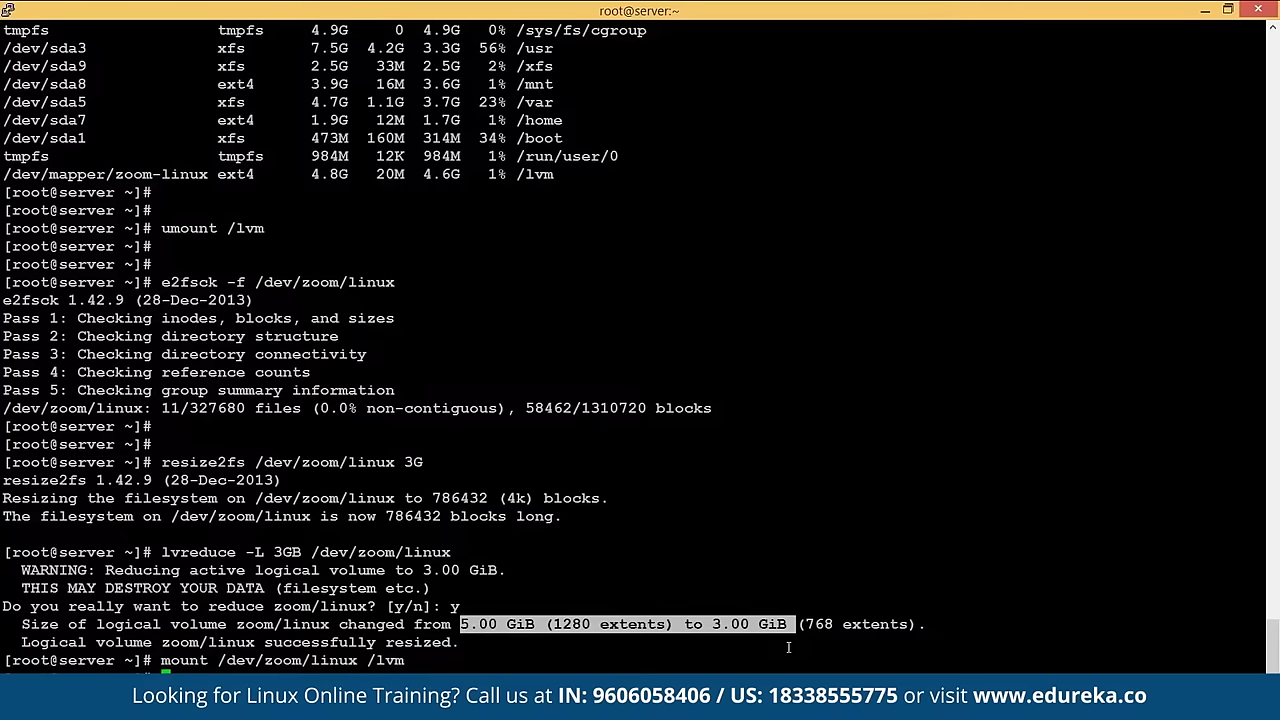 root@server:~
tmpfs tmpfs 4.9G 0 4.9G 0% /sys/fs/cgroup
/dev/sda3 xfs 7.5G 4.2G 3.3G 56% /usr
/dev/sda9 xfs 2.5G 33M 2.5G 2% /xfs
/dev/sda8 ext4 3.9G 16M 3.6G 1% /mnt
/dev/sda5 xfs 4.7G 1.1G 3.7G 23% /var
/dev/sda7 ext4 1.9G 12M 1.7G 1% /home
/dev/sda1 xfs 473M 160M 314M 34% /boot
tmpfs tmpfs 984M 12K 984M 1% /run/user/0
/dev/mapper/zoom-linux ext4 4.8G 20M 4.6G 1% /lvm
[root@server ~]#
[root@server ~]#
[root@server ~]# umount /lvm
[root@server ~]#
[root@server ~]#
[root@server ~]# e2fsck -f /dev/zoom/linux
e2fsck 1.42.9 (28-Dec-2013)
Pass 1: Checking inodes, blocks, and sizes
Pass 2: Checking directory structure
Pass 3: Checking directory connectivity
Pass 4: Checking reference counts
Pass 5: Checking group summary information
/dev/zoom/linux: 11/327680 files (0.0% non-contiguous), 58462/1310720 blocks
[root@server ~]#
[root@server ~]#
[root@server ~]# resize2fs /dev/zoom/linux 3G
resize2fs 1.42.9 (28-Dec-2013)
Resizing the filesystem on /dev/zoom/linux to 786432 (4k) blocks.
The filesystem on /dev/zoom/linux is now 786432 blocks long.
[root@server ~]# lvreduce -L 3GB /dev/zoom/linux
WARNING: Reducing active logical volume to 3.00 GiB.
THIS MAY DESTROY YOUR DATA (filesystem etc.)
Do you really want to reduce zoom/linux? [y/n]: y
Size of logical volume zoom/linux changed from 5.00 GiB (1280 extents) to 3.00 GiB (768 extents).
Logical volume zoom/linux successfully resized.
[root@server ~]# mount /dev/zoom/linux /lvm
Looking for Linux Online Training? Call us at IN: 9606058406 / US: 18338555775 or visit www.edureka.co